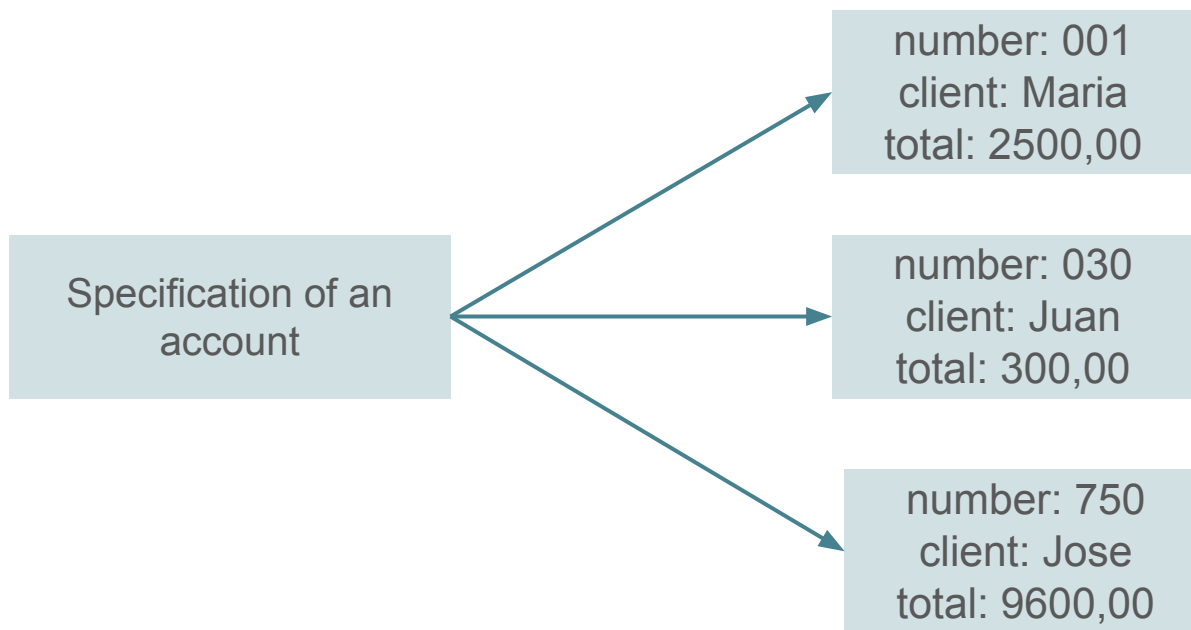 Specification of an
account
number: 001
client: Maria
total: 2500,00
number: 030
client: Juan
total: 300,00
number: 750
client: Jose
total: 9600,00